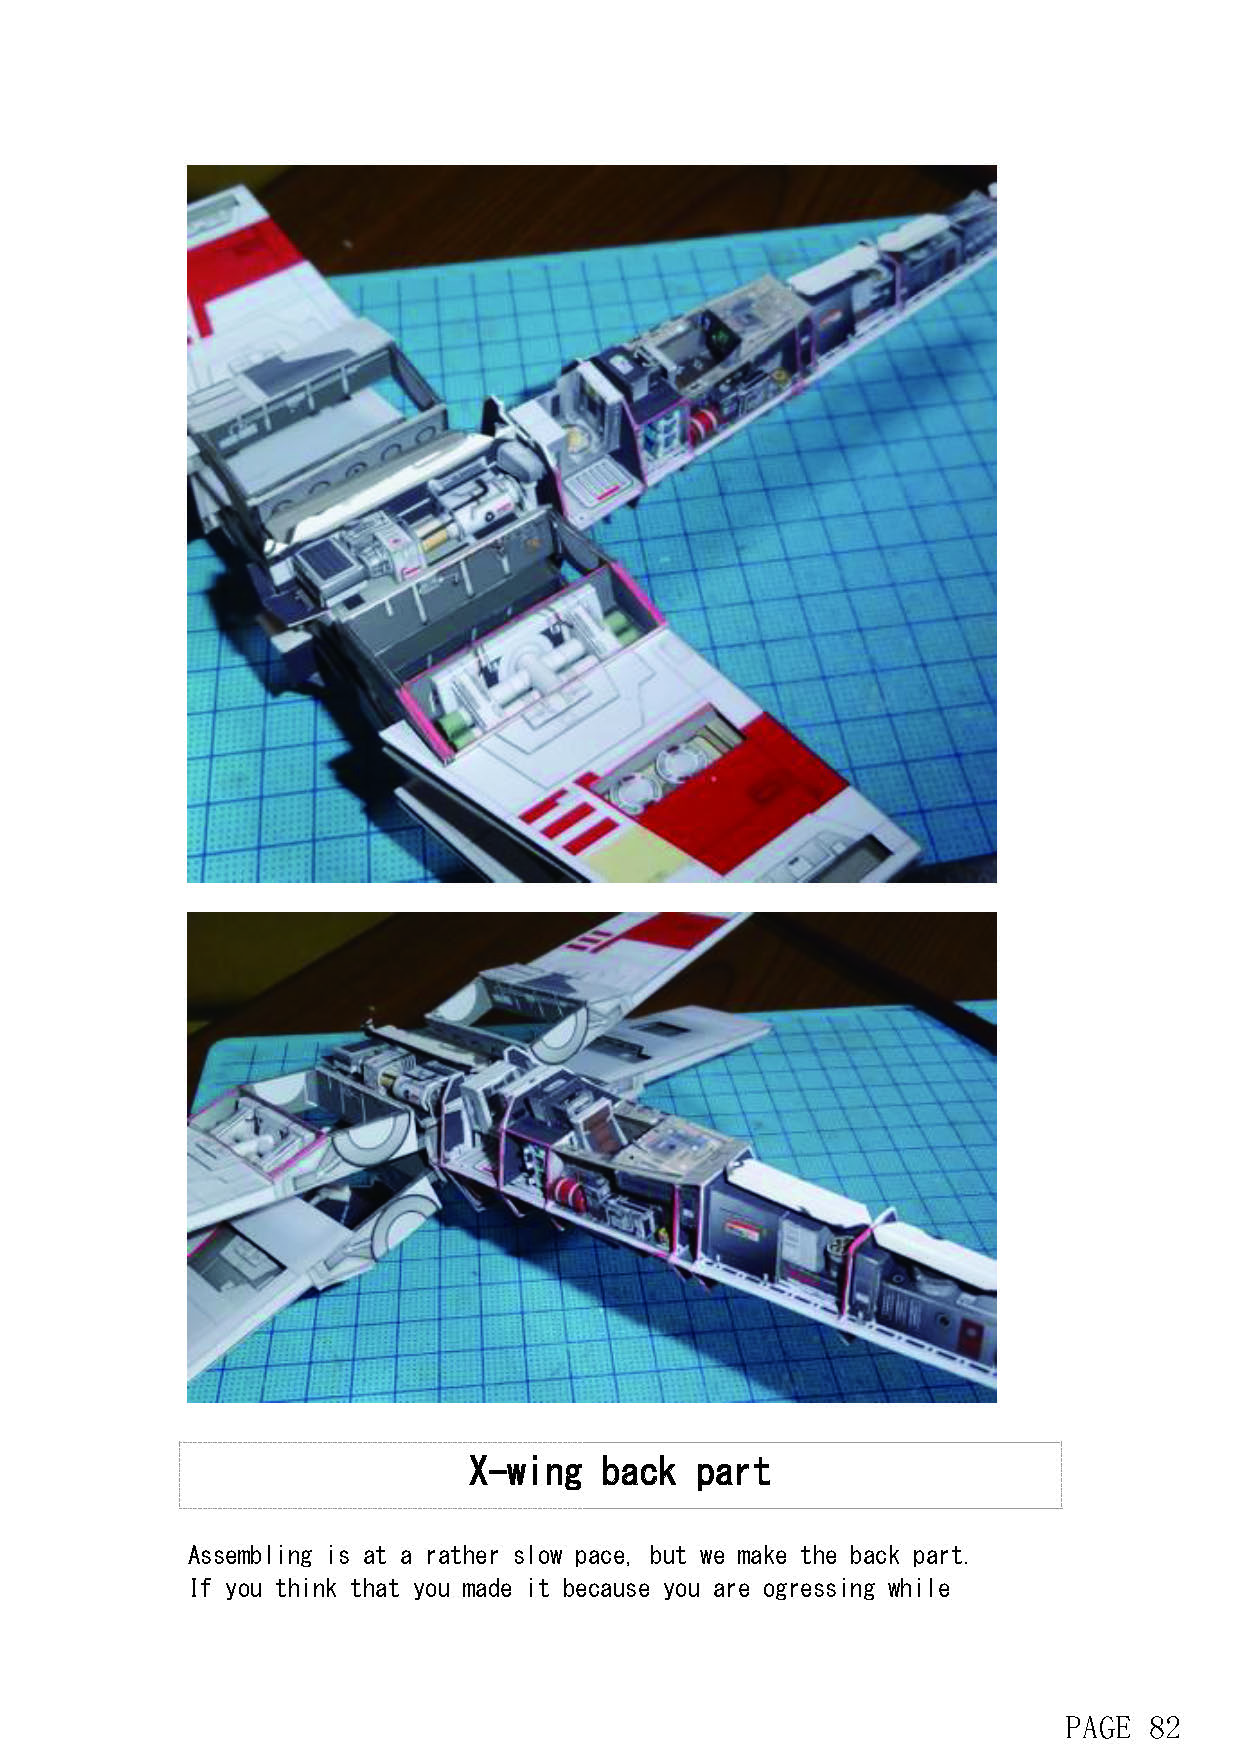 X-wing back part
Assembling is at a rather slow pace, but we make the back part.
If you think that you made it because you are ogressing while
PAGE 82